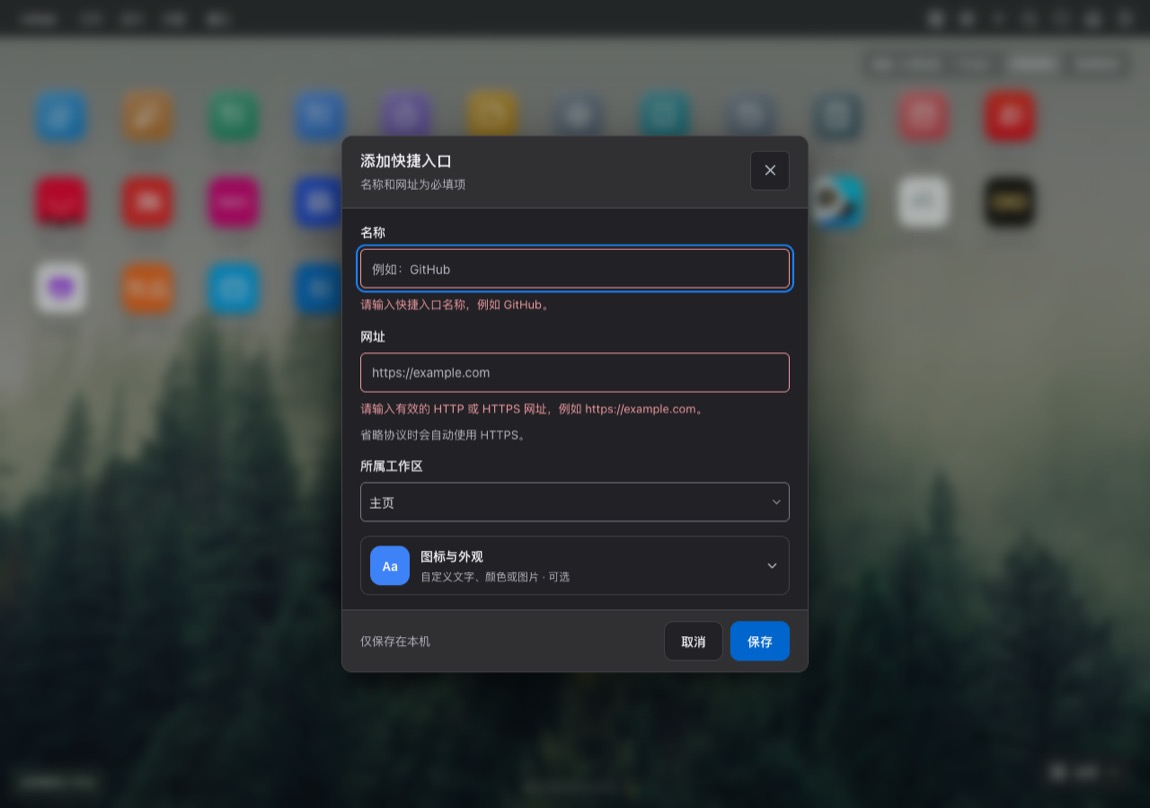 添加快捷入口
名称和网址为必填项
名称
例如：GitHub
请输入快捷入口名称，例如 GitHub。
网址
https://example.com
请输入有效的 HTTP 或 HTTPS 网址，例如 https://example.com。
省略协议时会自动使用 HTTPS。
所属工作区
主页
Aa
图标与外观
自定义文字、颜色或图片 · 可选
仅保存在本机
取消
保存